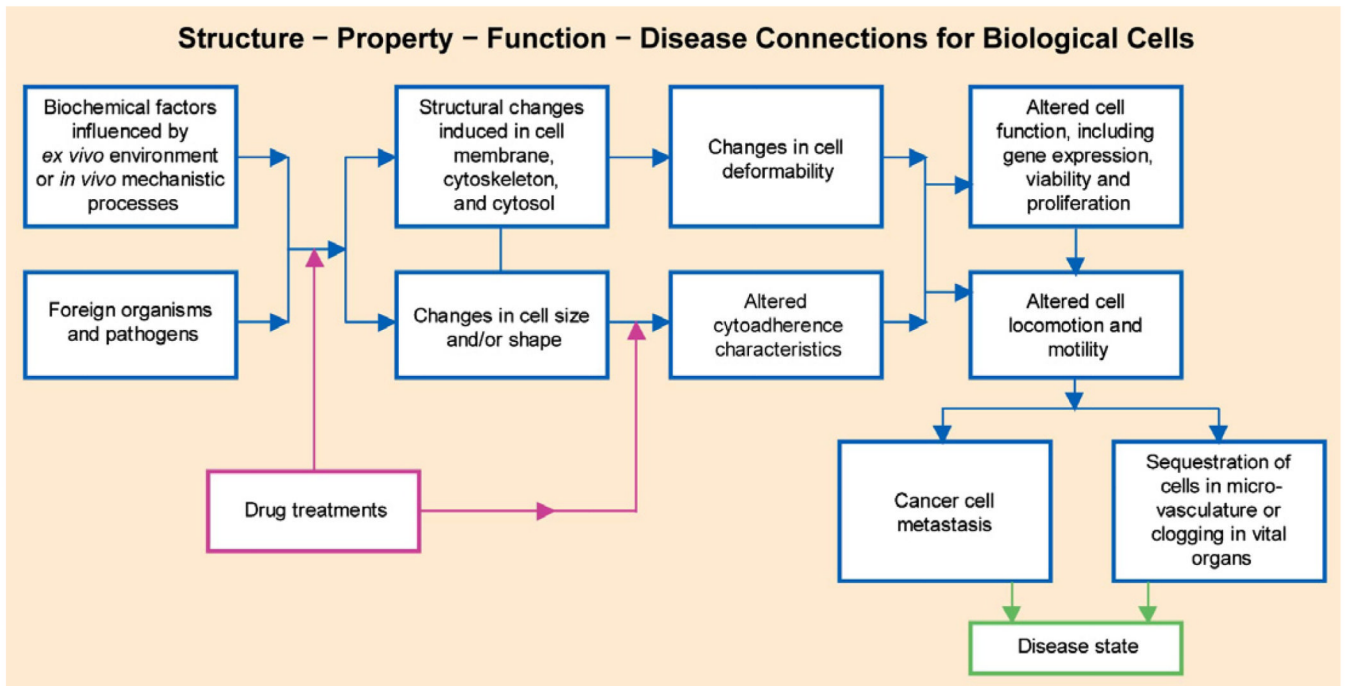 Structure – Property – Function – Disease Connections for Biological Cells
Biochemical factors
influenced by
ex vivo environment
or in vivo mechanistic
processes
Structural changes
induced in cell
membrane,
cytoskeleton,
and cytosol
Changes in cell
deformability
Altered cell
function, including
gene expression,
viability and
proliferation
Foreign organisms
and pathogens
Changes in cell size
and/or shape
Altered
cytoadherence
characteristics
Altered cell
locomotion and
motility
Drug treatments
Cancer cell
metastasis
Sequestration of
cells in micro-
vasculature or
clogging in vital
organs
Disease state